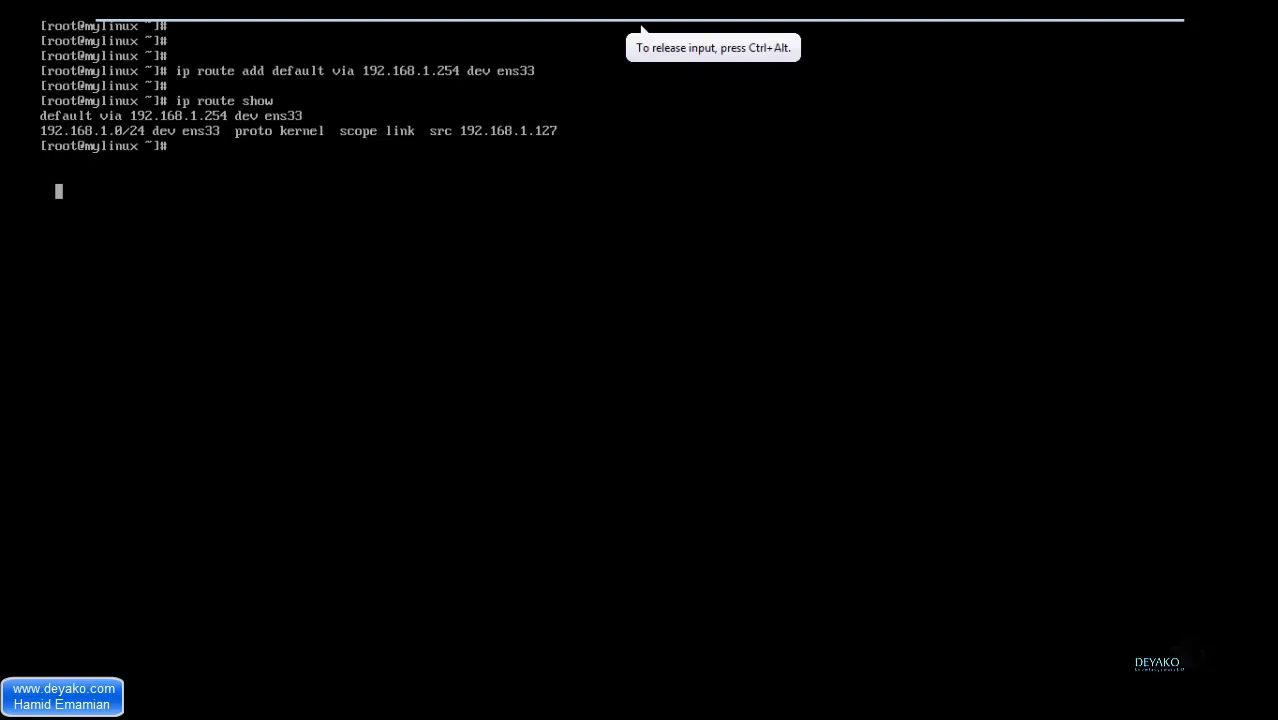 [root@mylinux ~]#
[root@mylinux ~]#
[root@mylinux ~]#
To release input, press Ctrl+Alt.
[root@mylinux ~]# ip route add default via 192.168.1.254 dev ens33
[root@mylinux ~]#
[root@mylinux ~]# ip route show
default via 192.168.1.254 dev ens33
192.168.1.0/24 dev ens33  proto kernel  scope link  src 192.168.1.127
[root@mylinux ~]#
DEYAKO
www.deyako.com
Hamid Emamian